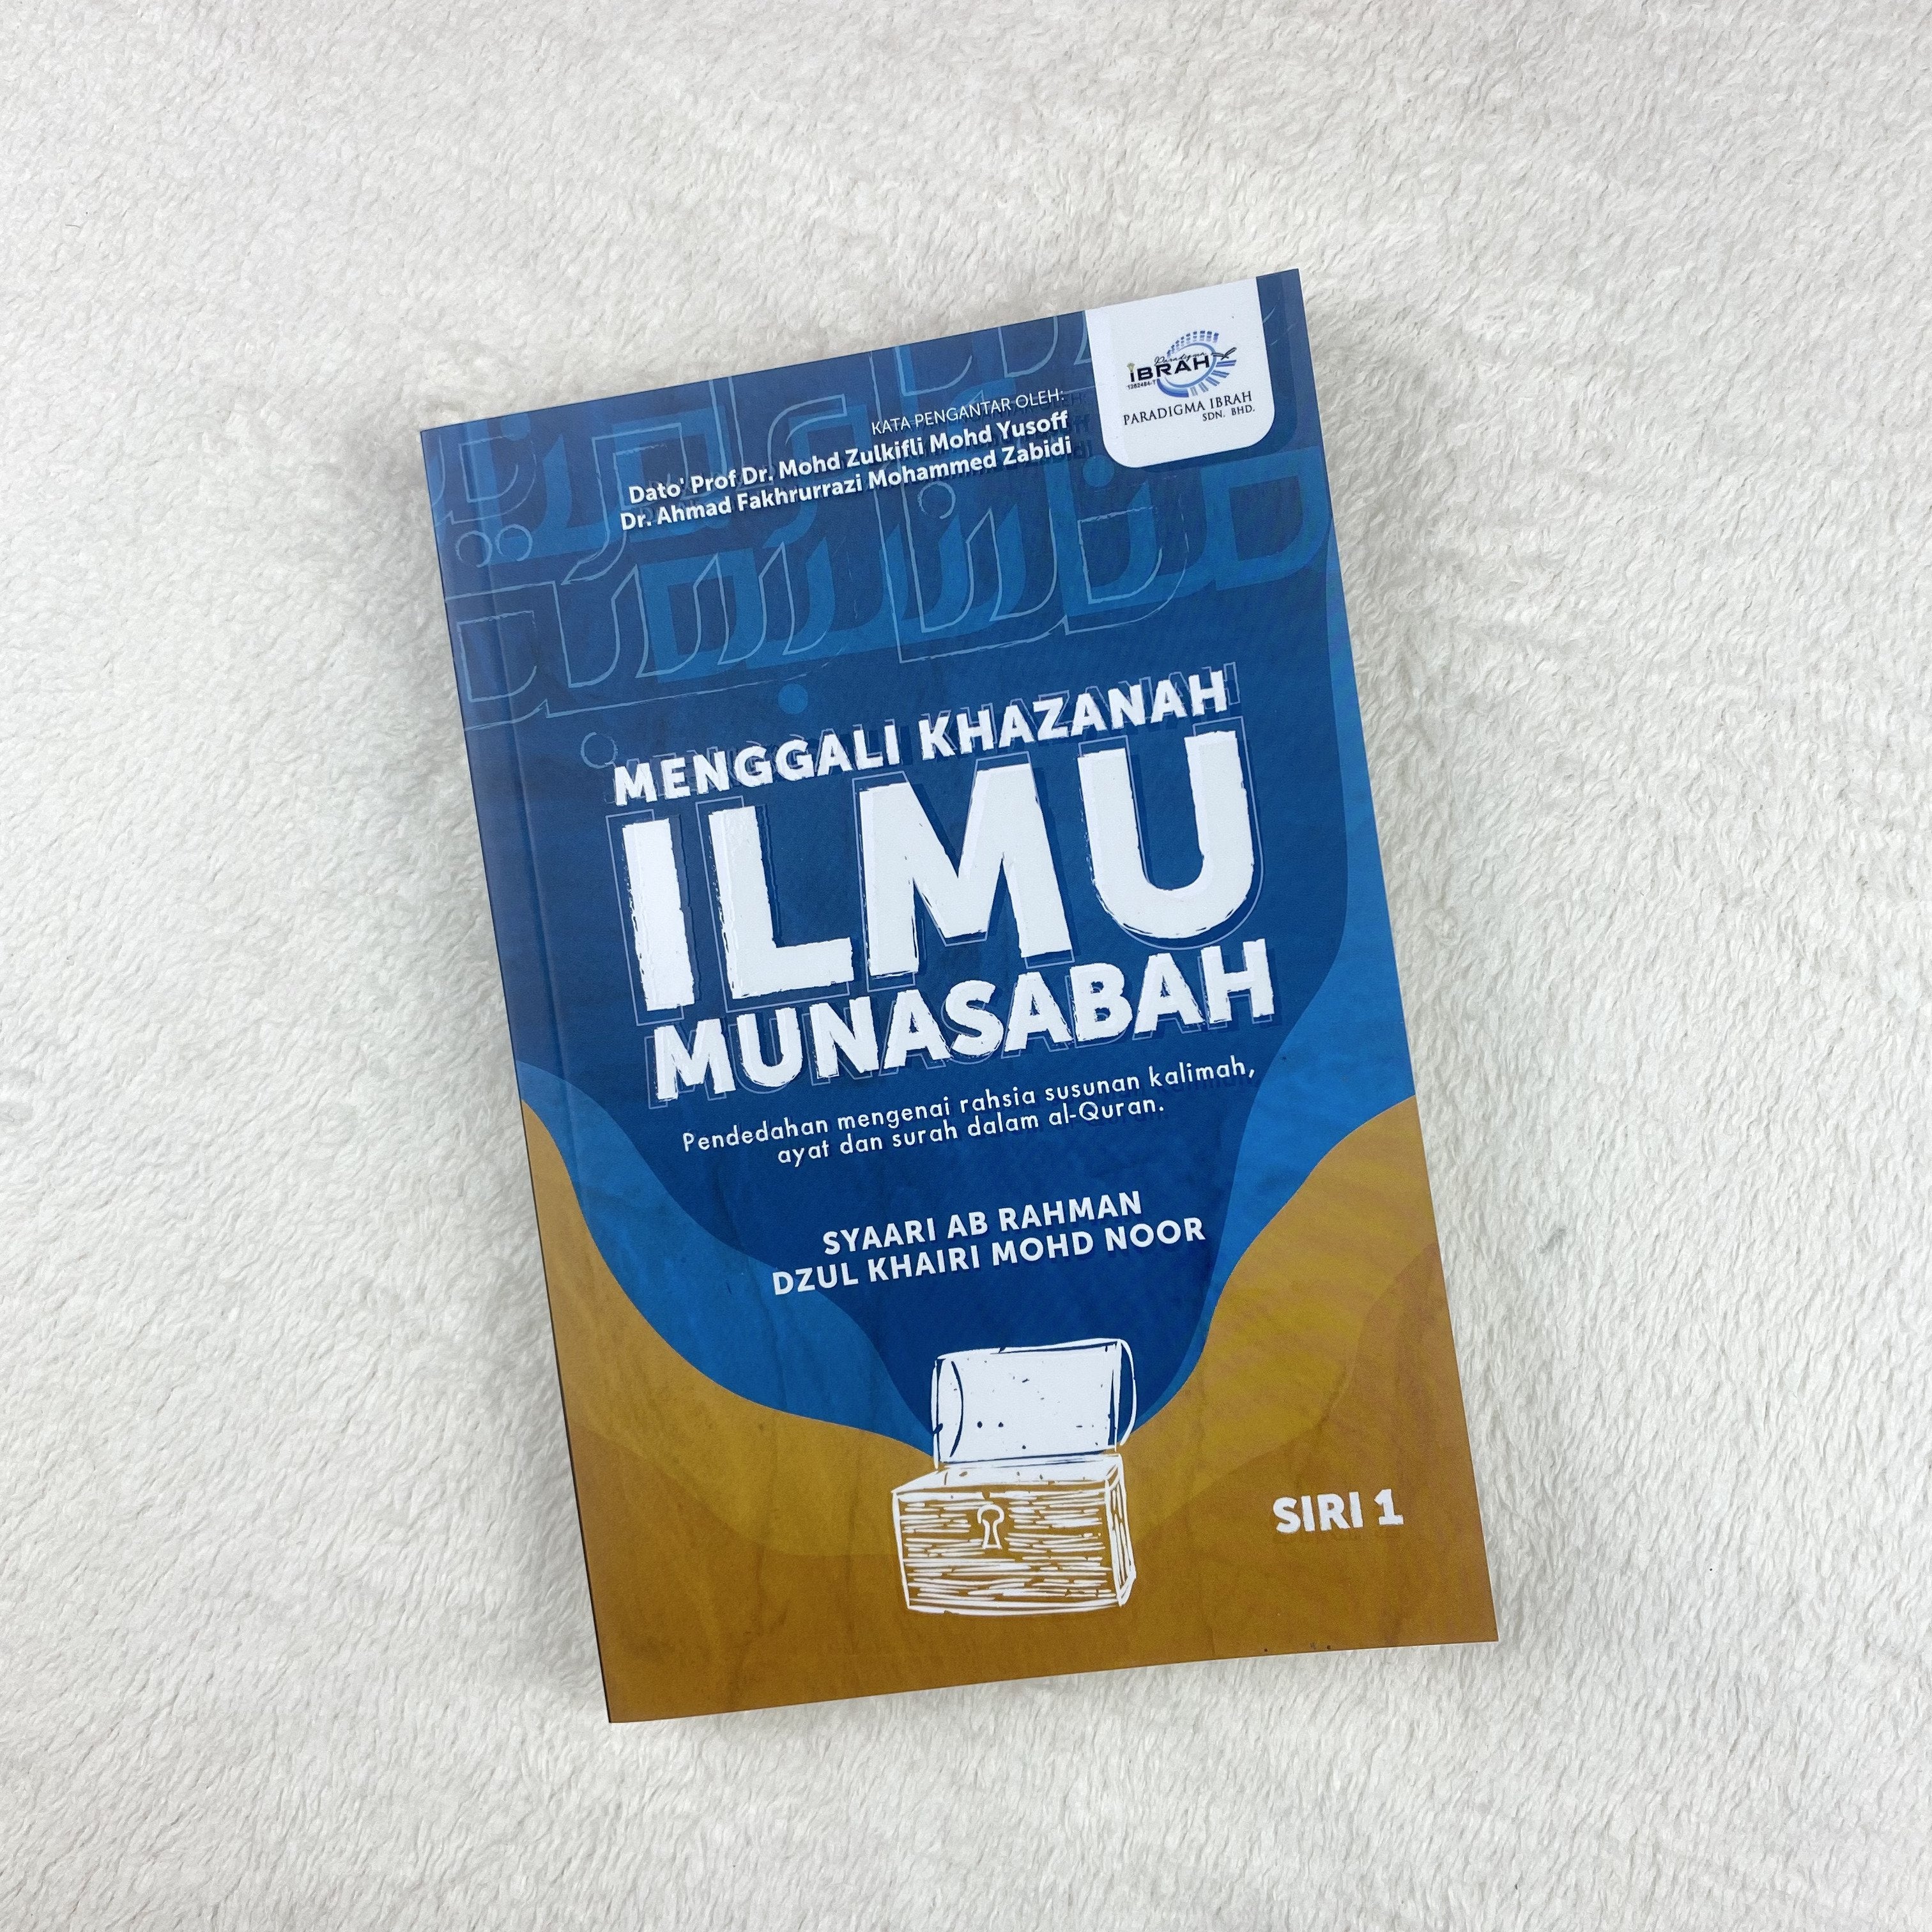 Paradigma
IBRAH
1282484-T
PARADIGMA IBRAH
SDN. BHD.
KATA PENGANTAR OLEH:
Dato' Prof Dr. Mohd Zulkifli Mohd Yusoff
Dr. Ahmad Fakhrurrazi Mohammed Zabidi
MENGGALI KHAZANAH
ILMU
MUNASABAH
Pendedahan mengenai rahsia susunan kalimah,
ayat dan surah dalam al-Quran.
SYAARI AB RAHMAN
DZUL KHAIRI MOHD NOOR
SIRI 1